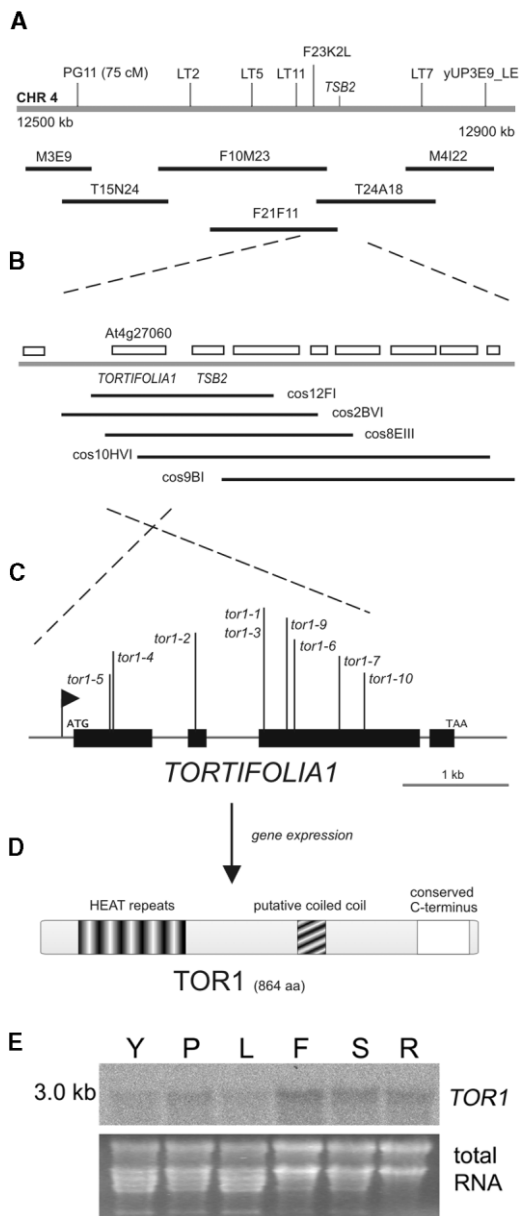 A
F23K2L
PG11 (75 cM) LT2 LT5 LT11 TSB2 LT7 yUP3E9_LE
CHR 4
12500 kb 12900 kb
M3E9 F10M23 M4I22
T15N24 T24A18
F21F11
B
At4g27060
TORTIFOLIA1 TSB2
cos12FI
cos2BVI
cos8EIII
cos10HVI
cos9BI
C
tor1-1
tor1-2 tor1-3 tor1-9
tor1-4 tor1-6
tor1-5 tor1-7
tor1-10
ATG TAA
TORTIFOLIA1
1 kb
gene expression
D
HEAT repeats putative coiled coil conserved
C-terminus
TOR1 (864 aa)
E
Y P L F S R
3.0 kb TOR1
total
RNA